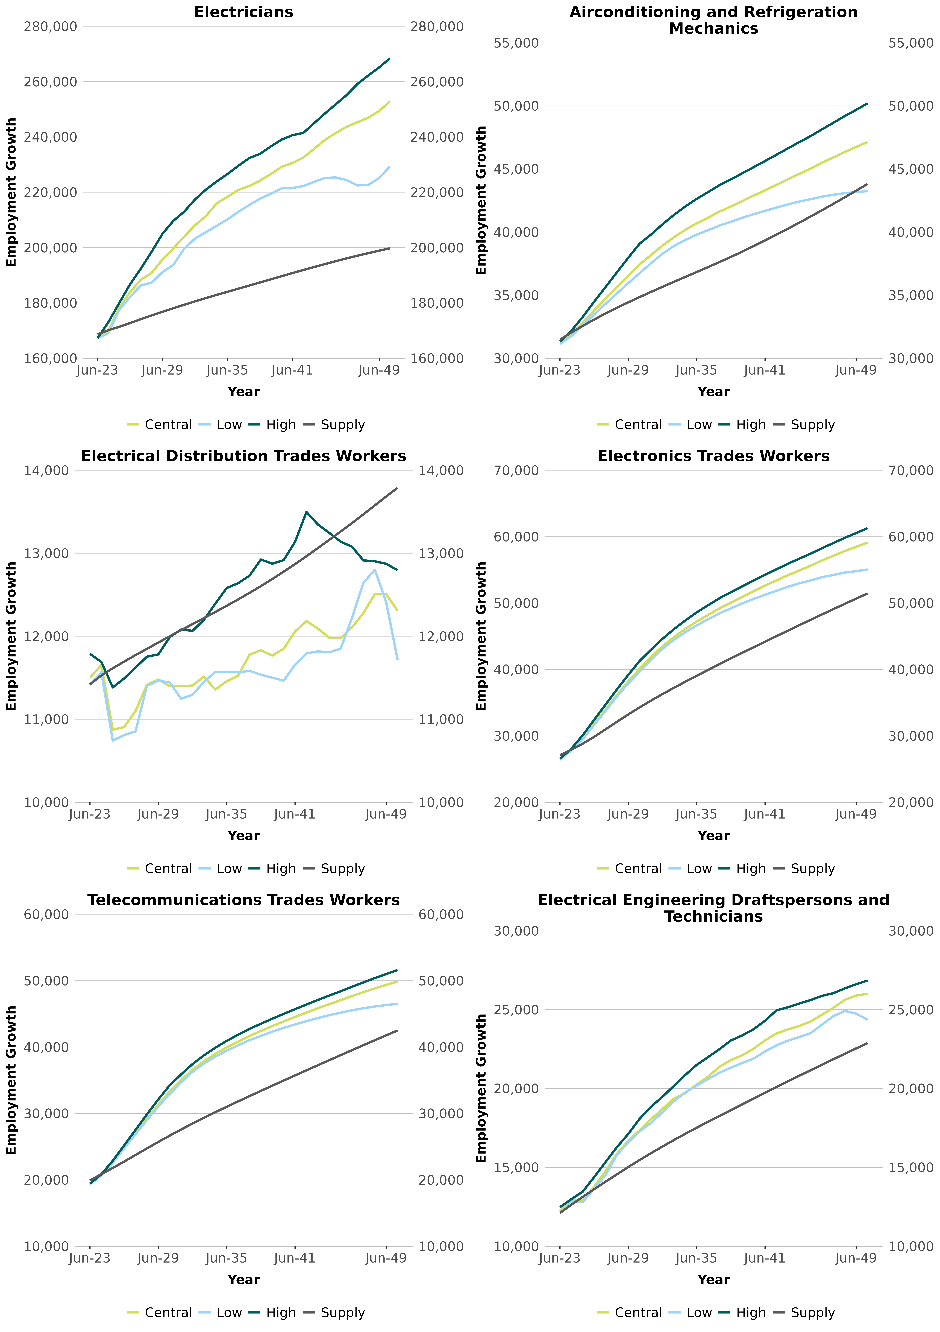 Electricians
280,000 280,000
260,000 260,000
240,000 240,000
220,000 220,000
200,000 200,000
180,000 180,000
160,000 160,000
Employment Growth
Jun-23 Jun-29 Jun-35 Jun-41 Jun-49
Year
Central Low High Supply
Airconditioning and Refrigeration
Mechanics
55,000 55,000
50,000 50,000
45,000 45,000
40,000 40,000
35,000 35,000
30,000 30,000
Employment Growth
Jun-23 Jun-29 Jun-35 Jun-41 Jun-49
Year
Central Low High Supply
Electrical Distribution Trades Workers
14,000 14,000
13,000 13,000
12,000 12,000
11,000 11,000
10,000 10,000
Employment Growth
Jun-23 Jun-29 Jun-35 Jun-41 Jun-49
Year
Central Low High Supply
Electronics Trades Workers
70,000 70,000
60,000 60,000
50,000 50,000
40,000 40,000
30,000 30,000
20,000 20,000
Employment Growth
Jun-23 Jun-29 Jun-35 Jun-41 Jun-49
Year
Central Low High Supply
Telecommunications Trades Workers
60,000 60,000
50,000 50,000
40,000 40,000
30,000 30,000
20,000 20,000
10,000 10,000
Employment Growth
Jun-23 Jun-29 Jun-35 Jun-41 Jun-49
Year
Central Low High Supply
Electrical Engineering Draftspersons and
Technicians
30,000 30,000
25,000 25,000
20,000 20,000
15,000 15,000
10,000 10,000
Employment Growth
Jun-23 Jun-29 Jun-35 Jun-41 Jun-49
Year
Central Low High Supply